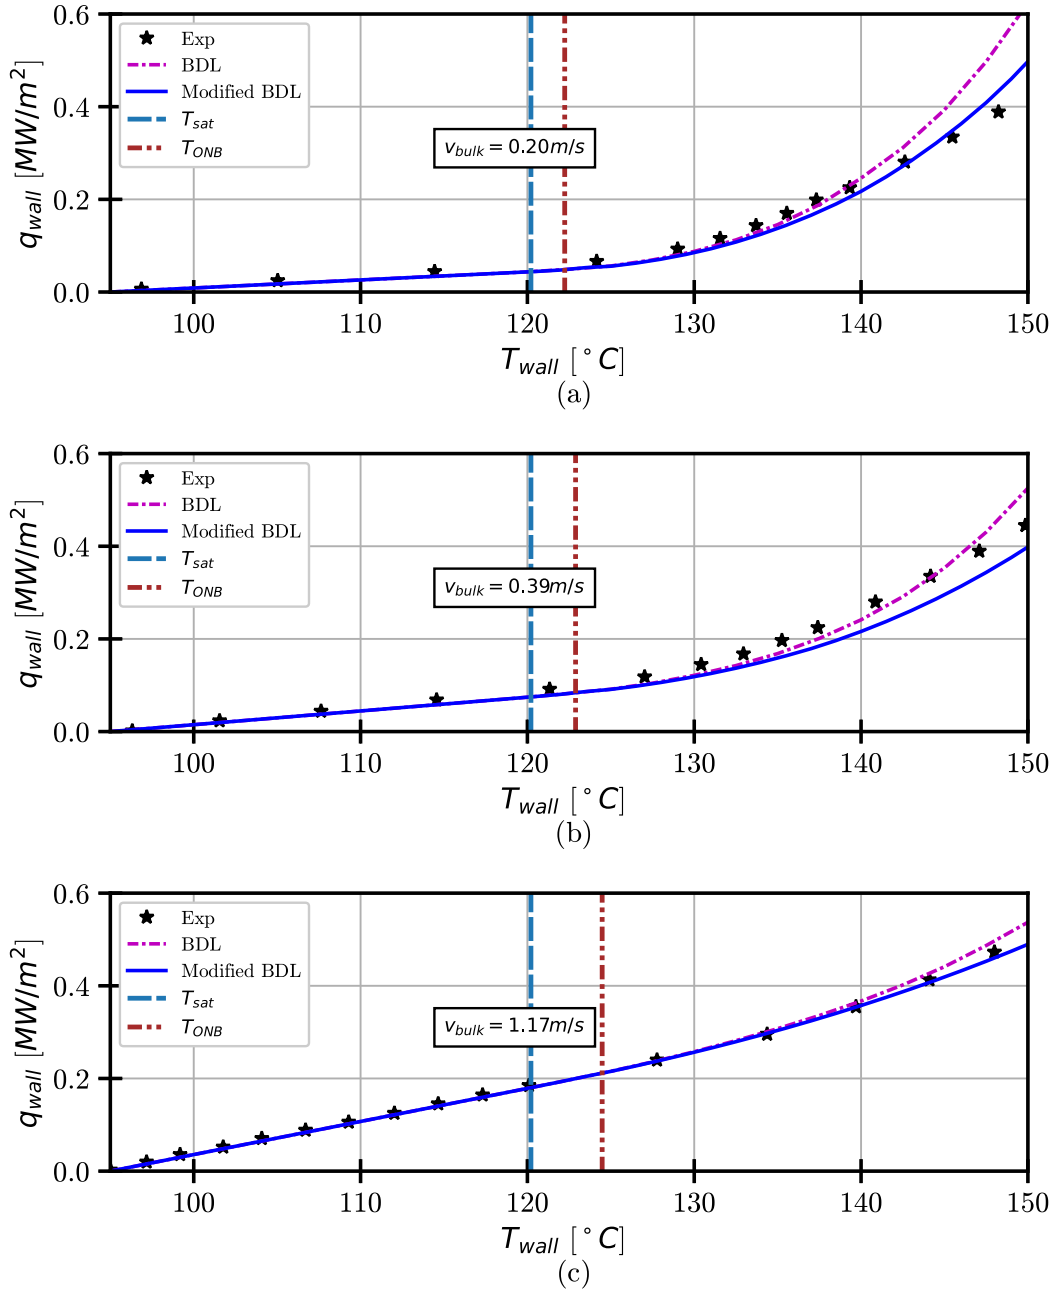 0.6
0.4
0.2
0.0
q_wall [MW/m²]
Exp
BDL
Modified BDL
T_sat
T_ONB
v_bulk = 0.20m/s
100 110 120 130 140 150
T_wall [°C]
(a)
0.6
0.4
0.2
0.0
q_wall [MW/m²]
Exp
BDL
Modified BDL
T_sat
T_ONB
v_bulk = 0.39m/s
100 110 120 130 140 150
T_wall [°C]
(b)
0.6
0.4
0.2
0.0
q_wall [MW/m²]
Exp
BDL
Modified BDL
T_sat
T_ONB
v_bulk = 1.17m/s
100 110 120 130 140 150
T_wall [°C]
(c)